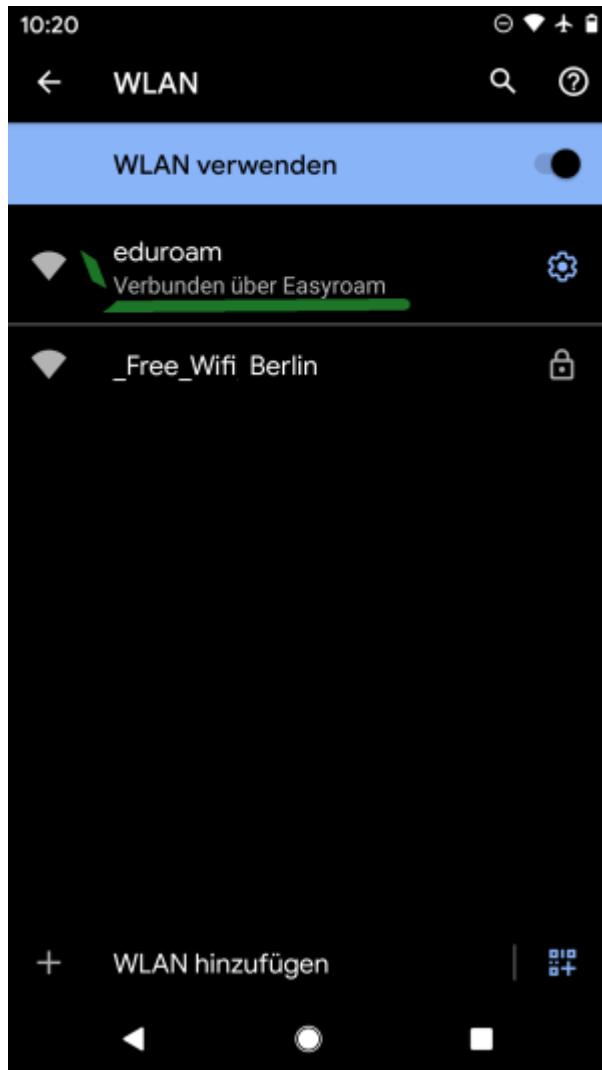 10:20
WLAN
WLAN verwenden
eduroam
Verbunden über Easyroam
_Free_Wifi Berlin
WLAN hinzufügen